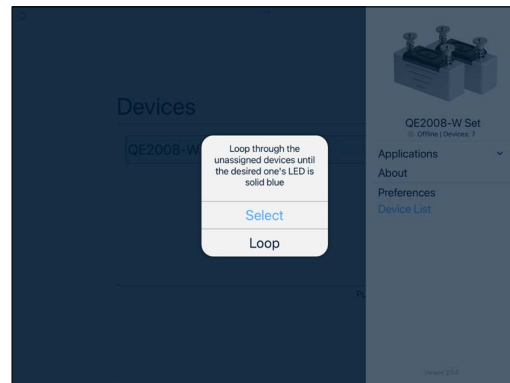 Devices
QE2008-W
Loop through the
unassigned devices until
the desired one's LED is
solid blue
Select
Loop
QE2008-W Set
Offline | Devices: 7
Applications
About
Preferences
Device List